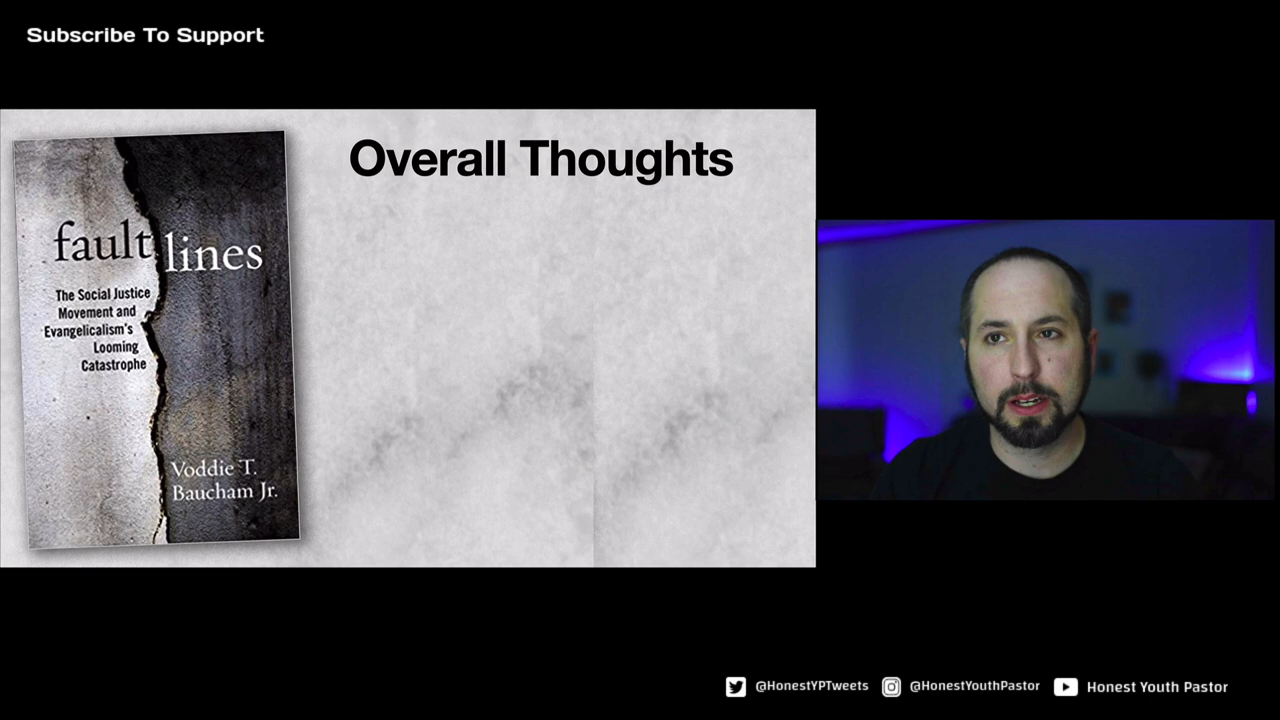 Subscribe To Support
Overall Thoughts
fault lines
The Social Justice
Movement and
Evangelicalism's
Looming
Catastrophe
Voddie T.
Baucham Jr.
@HonestYPTweets @HonestYouthPastor Honest Youth Pastor